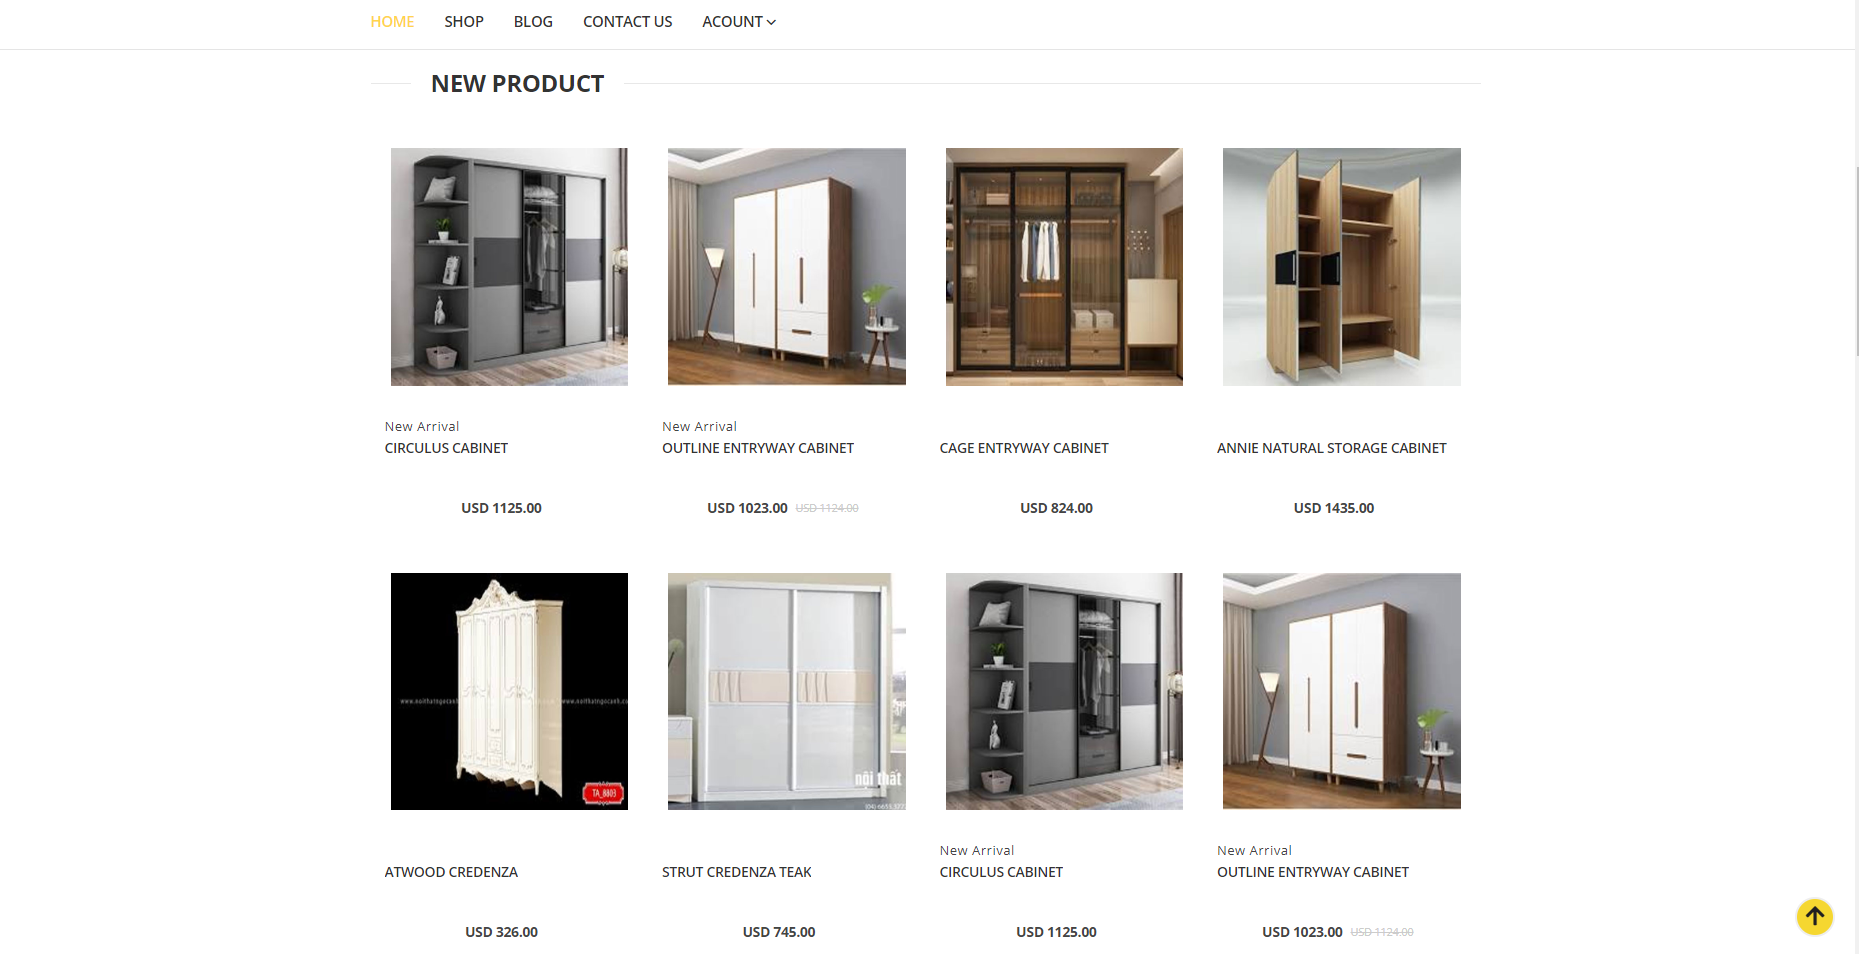 HOME SHOP BLOG CONTACT US ACOUNT
NEW PRODUCT
New Arrival
CIRCULUS CABINET
USD 1125.00
New Arrival
OUTLINE ENTRYWAY CABINET
USD 1023.00 USD 1124.00
CAGE ENTRYWAY CABINET
USD 824.00
ANNIE NATURAL STORAGE CABINET
USD 1435.00
TA_8803
ATWOOD CREDENZA
USD 326.00
nội thất
STRUT CREDENZA TEAK
USD 745.00
New Arrival
CIRCULUS CABINET
USD 1125.00
New Arrival
OUTLINE ENTRYWAY CABINET
USD 1023.00 USD 1124.00